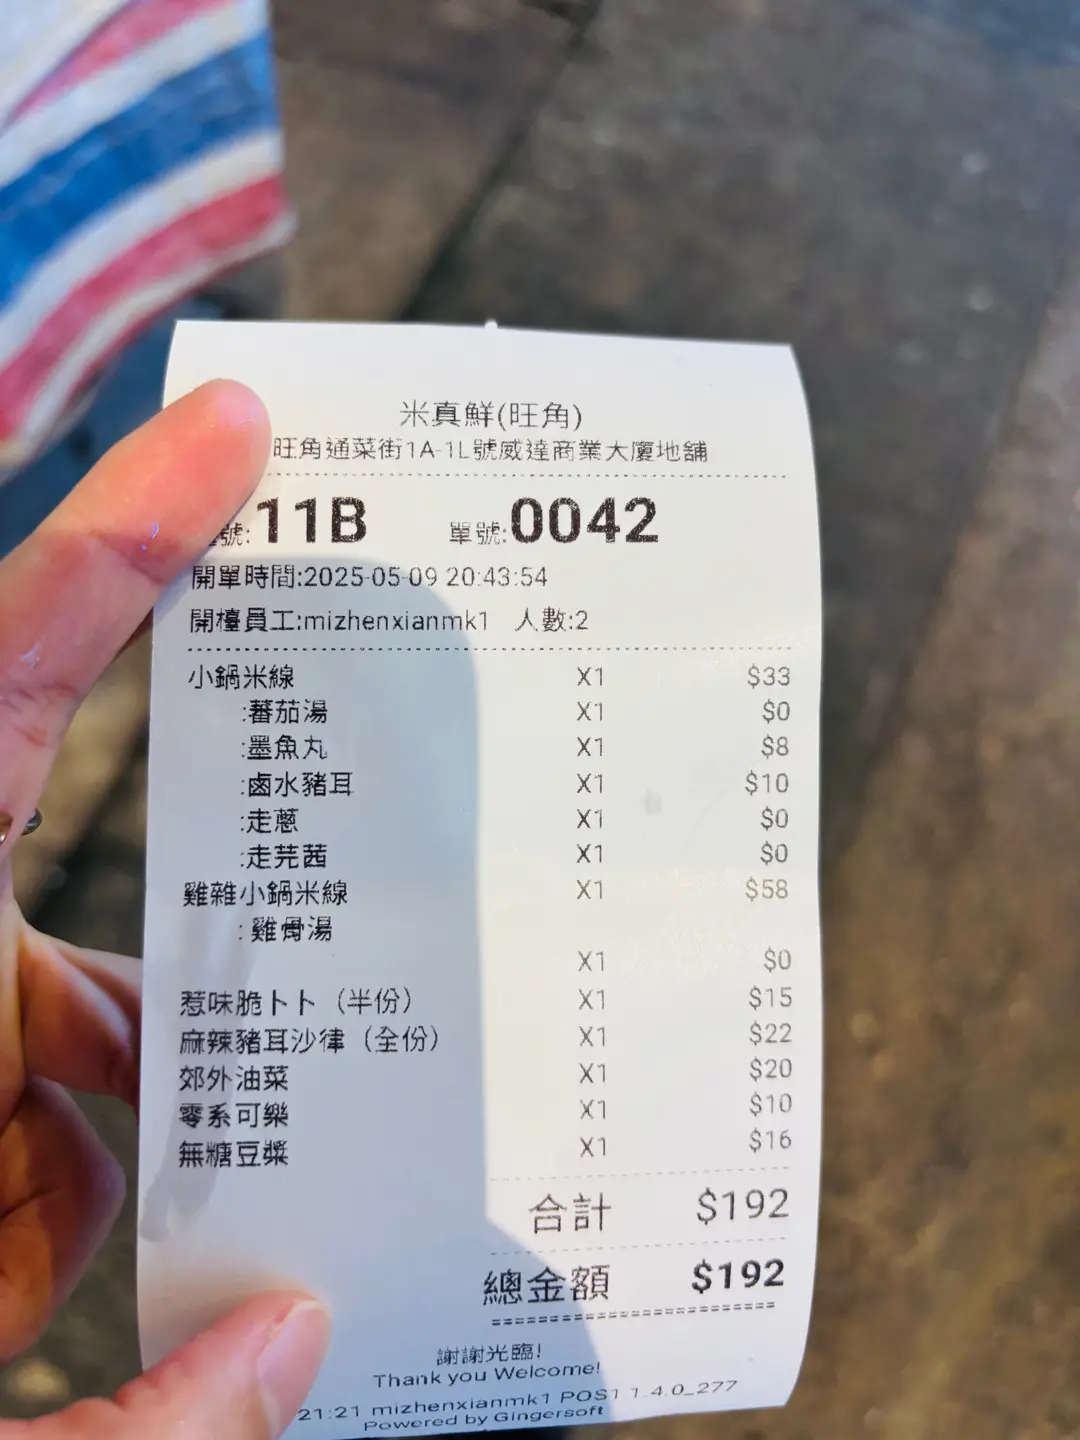 米真鮮(旺角)
旺角通菜街1A-1L號威達商業大廈地舖
號: 11B 單號: 0042
開單時間:2025-05-09 20:43:54
開檯員工:mizhenxianmk1 人數:2
小鍋米線 X1 $33
:蕃茄湯 X1 $0
:墨魚丸 X1 $8
:鹵水豬耳 X1 $10
:走蔥 X1 $0
:走芫茜 X1 $0
雞雜小鍋米線 X1 $58
:雞骨湯
X1 $0
惹味脆卜卜（半份） X1 $15
麻辣豬耳沙律（全份） X1 $22
郊外油菜 X1 $20
零系可樂 X1 $10
無糖豆漿 X1 $16
合計 $192
總金額 $192
謝謝光臨!
Thank you Welcome!
21:21 mizhenxianmk1 POS1 1.4.0_277
Powered by Gingersoft